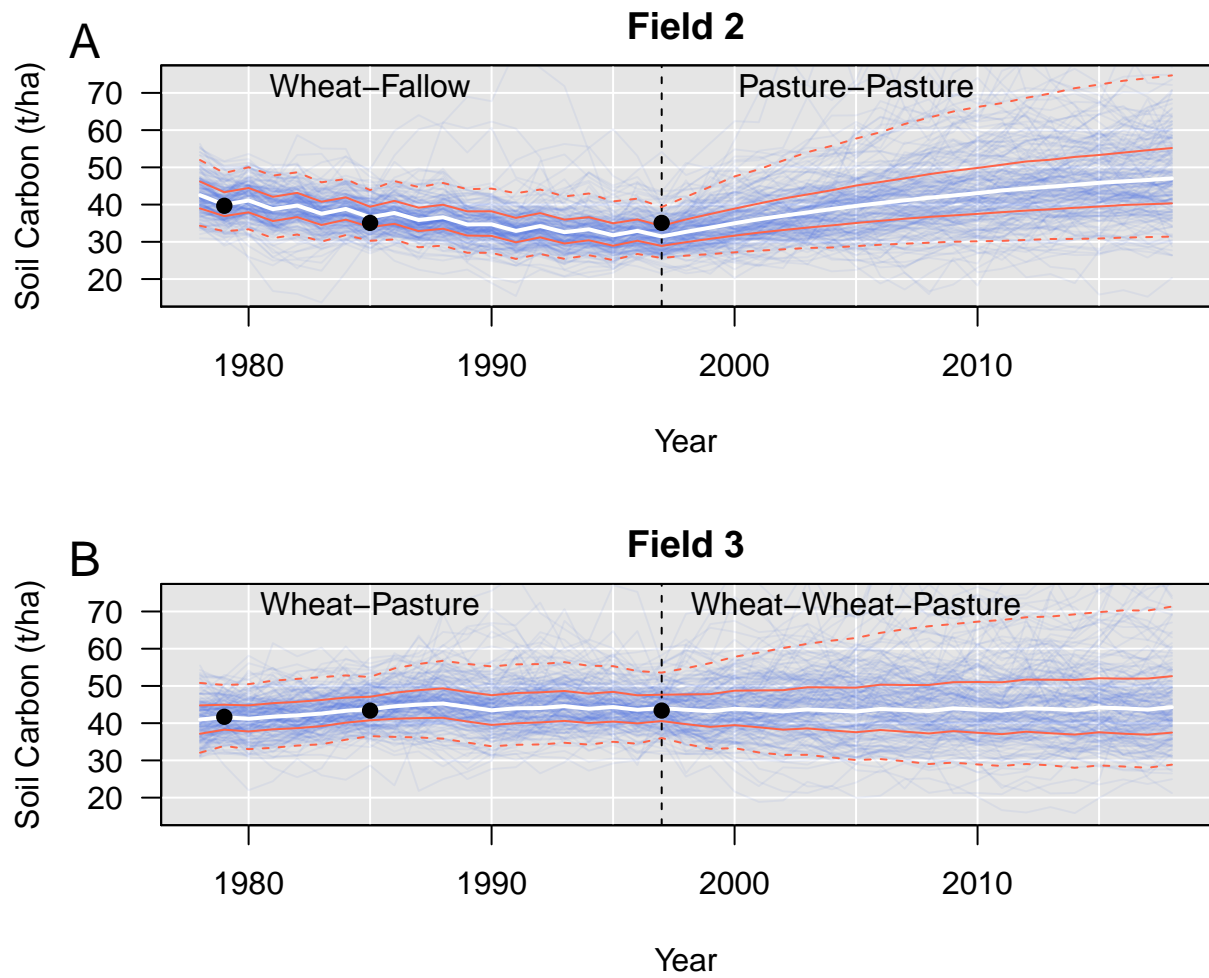 A
Field 2
Soil Carbon (t/ha)
Wheat−Fallow
Pasture−Pasture
70
60
50
40
30
20
1980
1990
2000
2010
Year
B
Field 3
Soil Carbon (t/ha)
Wheat−Pasture
Wheat−Wheat−Pasture
70
60
50
40
30
20
1980
1990
2000
2010
Year